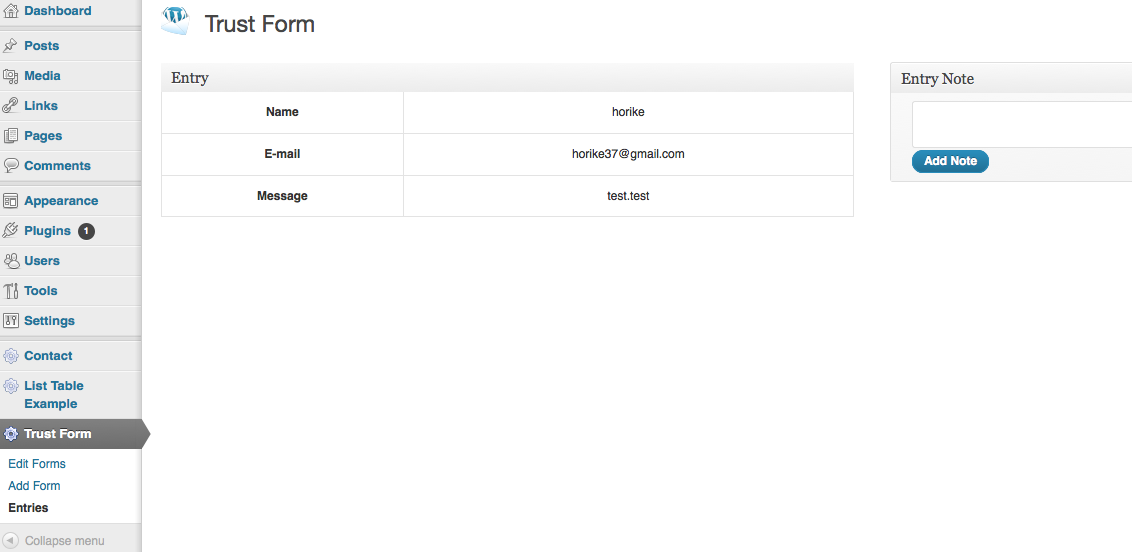 Dashboard
Posts
Media
Links
Pages
Comments
Appearance
Plugins 1
Users
Tools
Settings
Contact
List Table
Example
Trust Form
Edit Forms
Add Form
Entries
Collapse menu
Trust Form
Entry
Name horike
E-mail horike37@gmail.com
Message test.test
Entry Note
Add Note